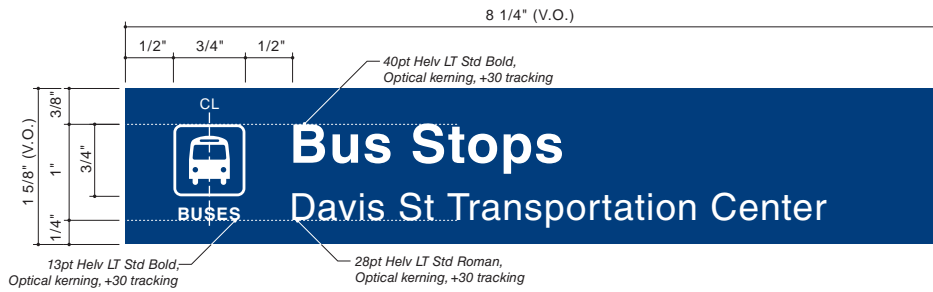 8 1/4" (V.O.)
1/2" 3/4" 1/2"
40pt Helv LT Std Bold,
Optical kerning, +30 tracking
1 5/8" (V.O.)
3/8"
1"
1/4"
3/4"
CL
BUSES
Bus Stops
Davis St Transportation Center
13pt Helv LT Std Bold,
Optical kerning, +30 tracking
28pt Helv LT Std Roman,
Optical kerning, +30 tracking